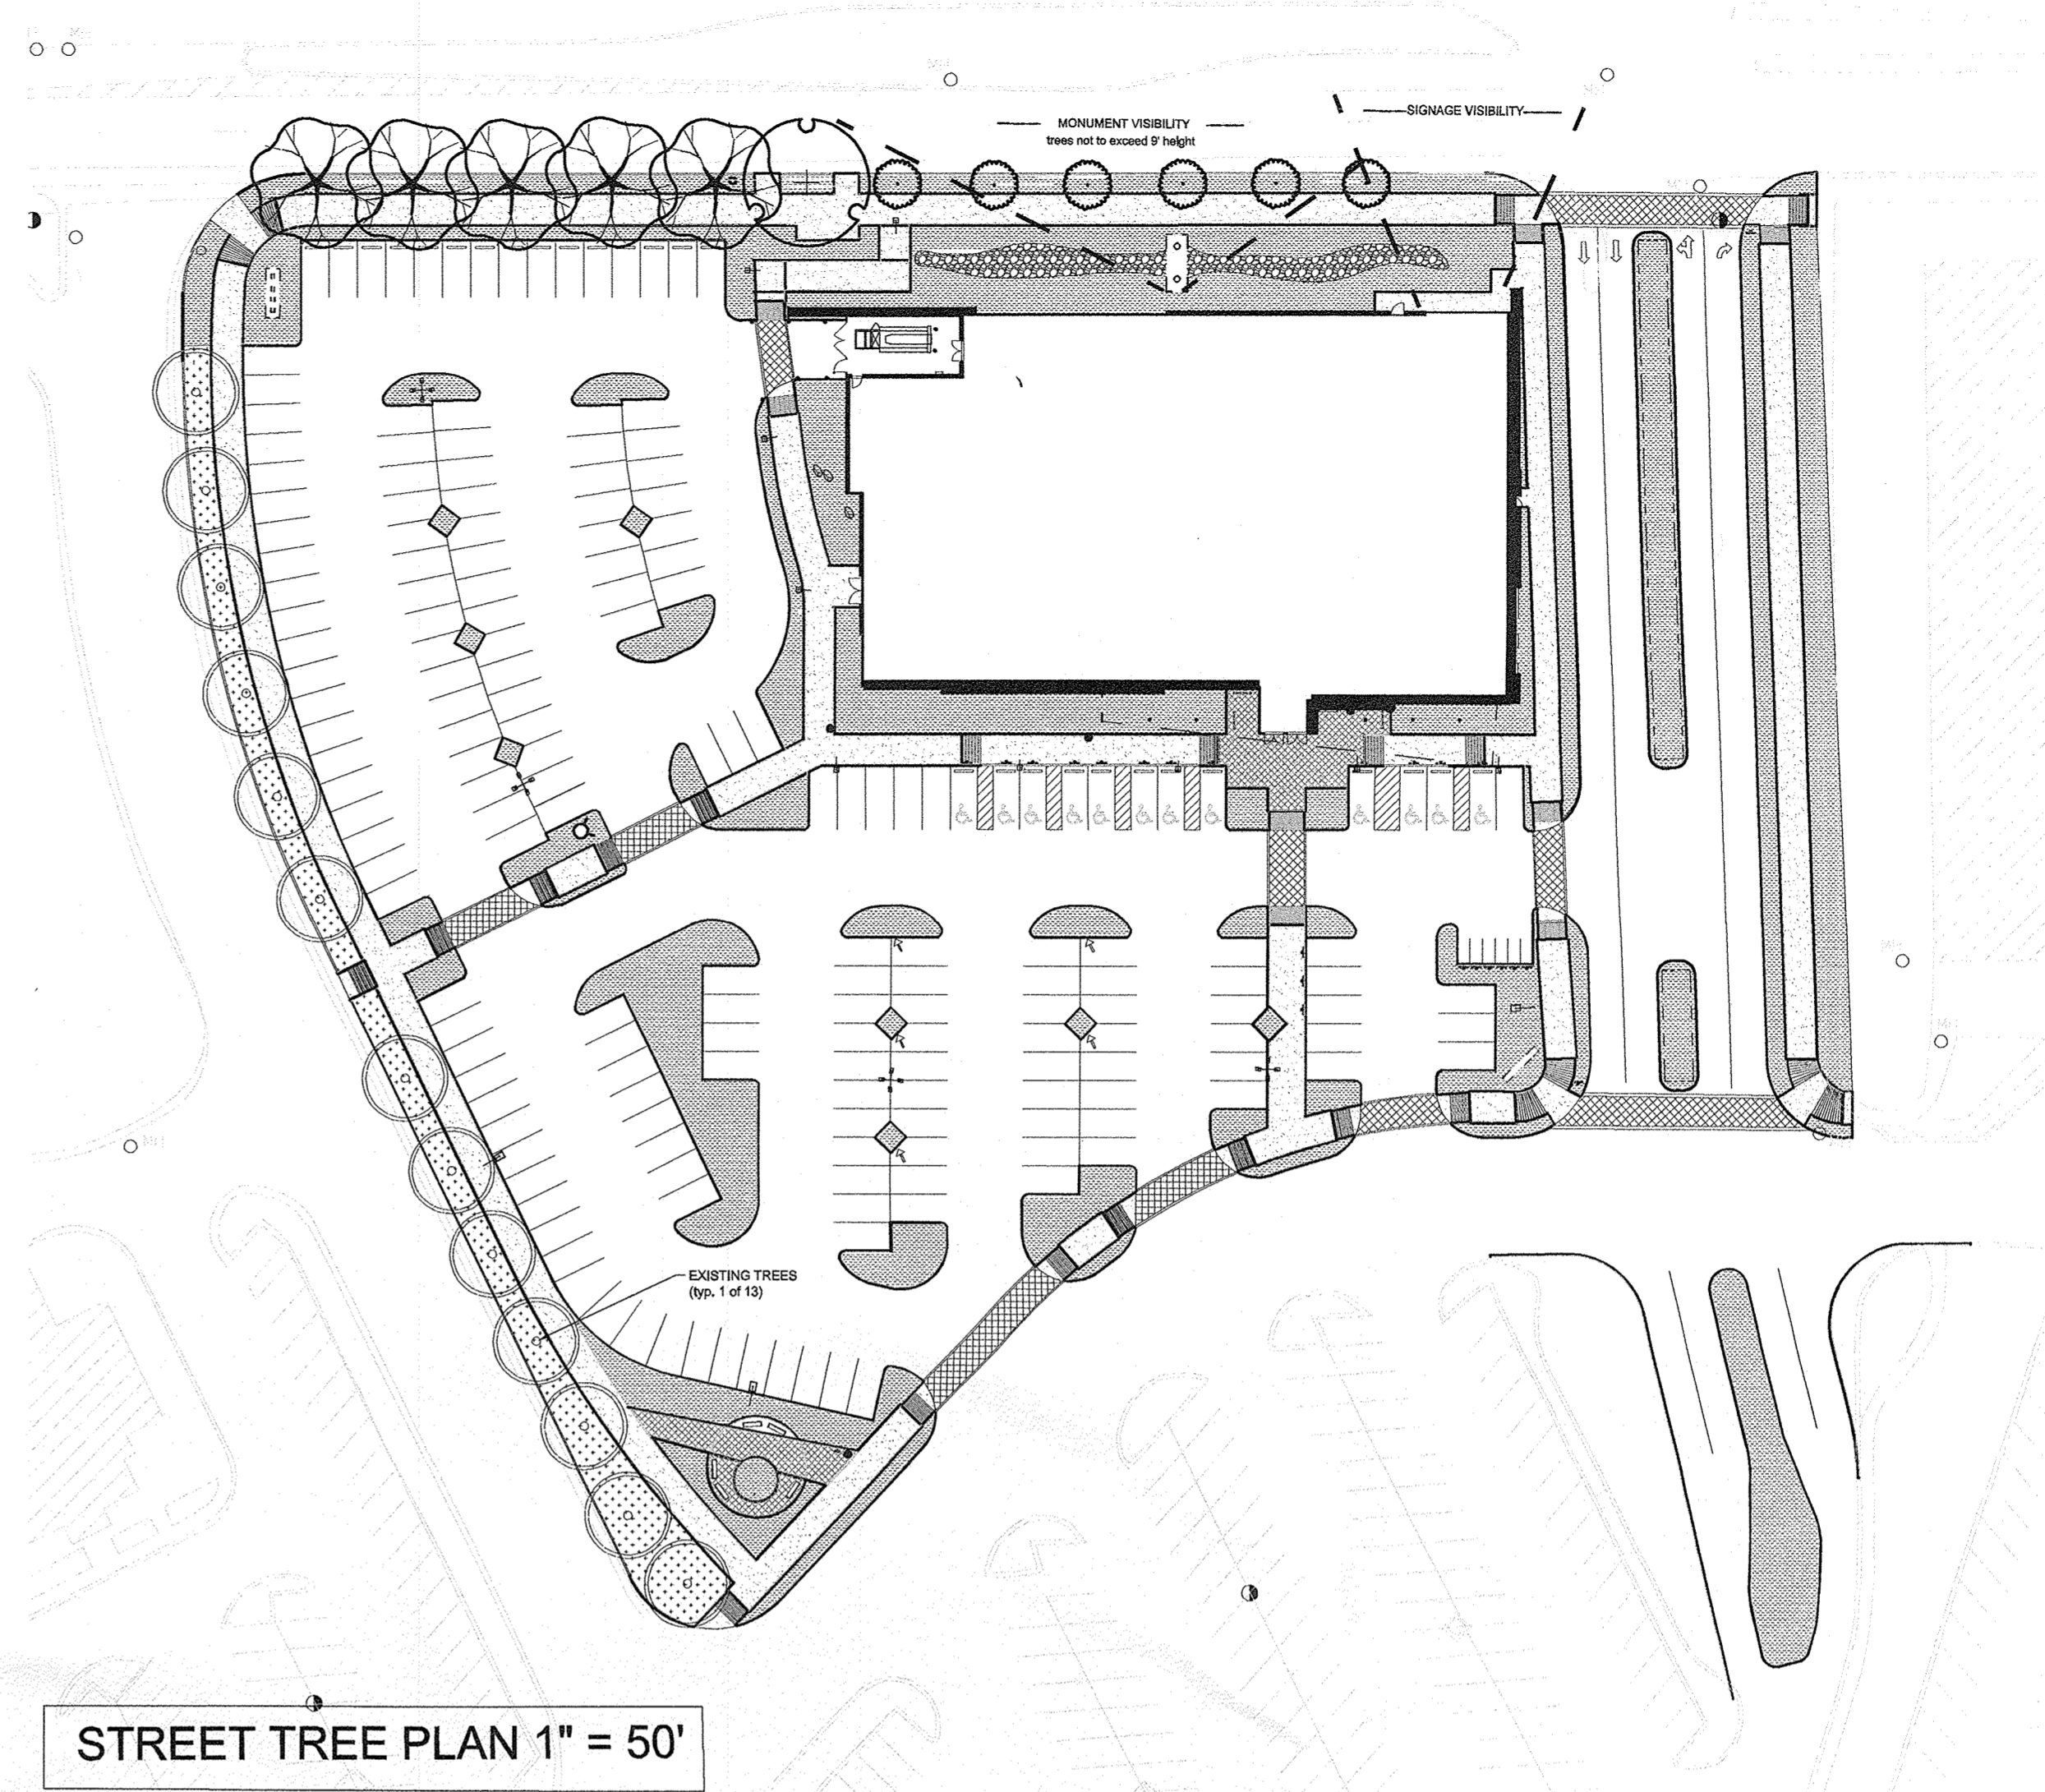 SIGNAGE VISIBILITY
MONUMENT VISIBILITY
trees not to exceed 9' height
EXISTING TREES
(typ. 1 of 13)
STREET TREE PLAN 1" = 50'